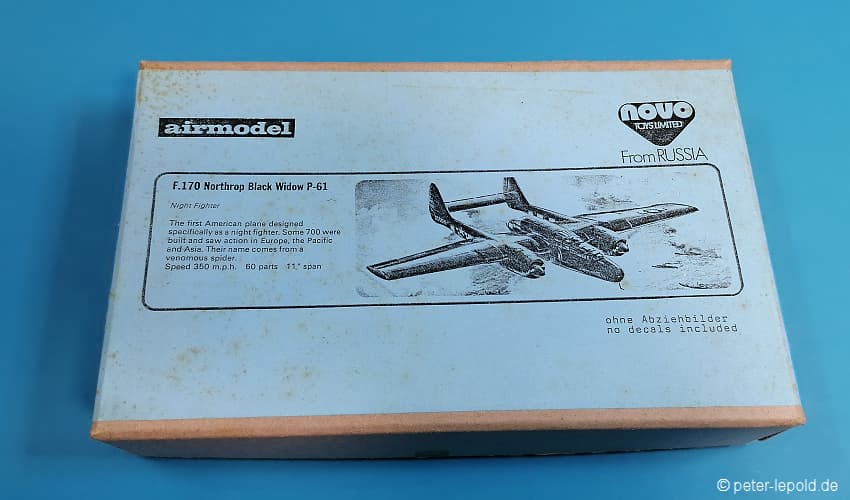 airmodel
novo
TOYS LIMITED
From RUSSIA
F.170 Northrop Black Widow P-61
Night Fighter
The first American plane designed
specifically as a night fighter. Some 700 were
built and saw action in Europe, the Pacific
and Asia. Their name comes from a
venomous spider.
Speed 350 m.p.h. 60 parts 11," span
ohne Abziehbilder
no decals included
© peter-lepold.de